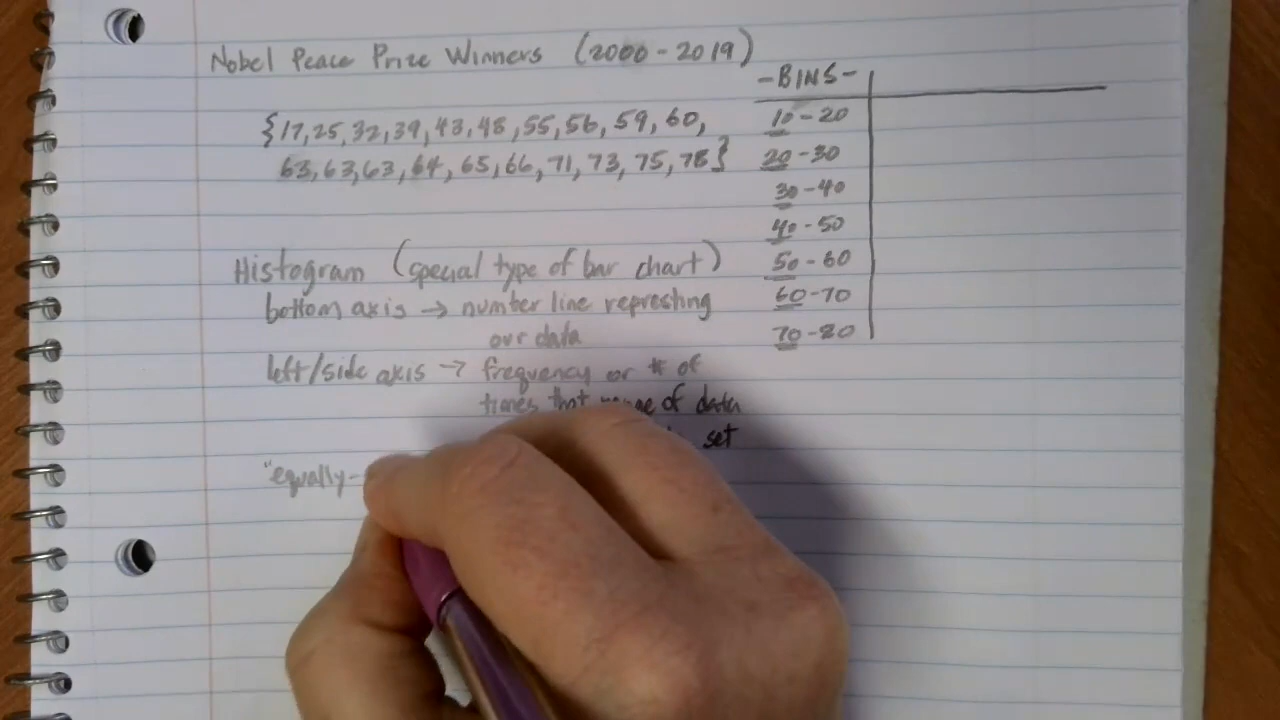 Nobel Peace Prize Winners (2000-2019)
{17, 25, 32, 39, 43, 48, 55, 56, 59, 60,
63, 63, 63, 64, 65, 66, 71, 73, 75, 78}
-BINS-
10-20
20-30
30-40
40-50
50-60
60-70
70-80
Histogram (special type of bar chart)
bottom axis → number line represting
our data
left/side axis → frequency or # of
times that range of data
set
"equally-